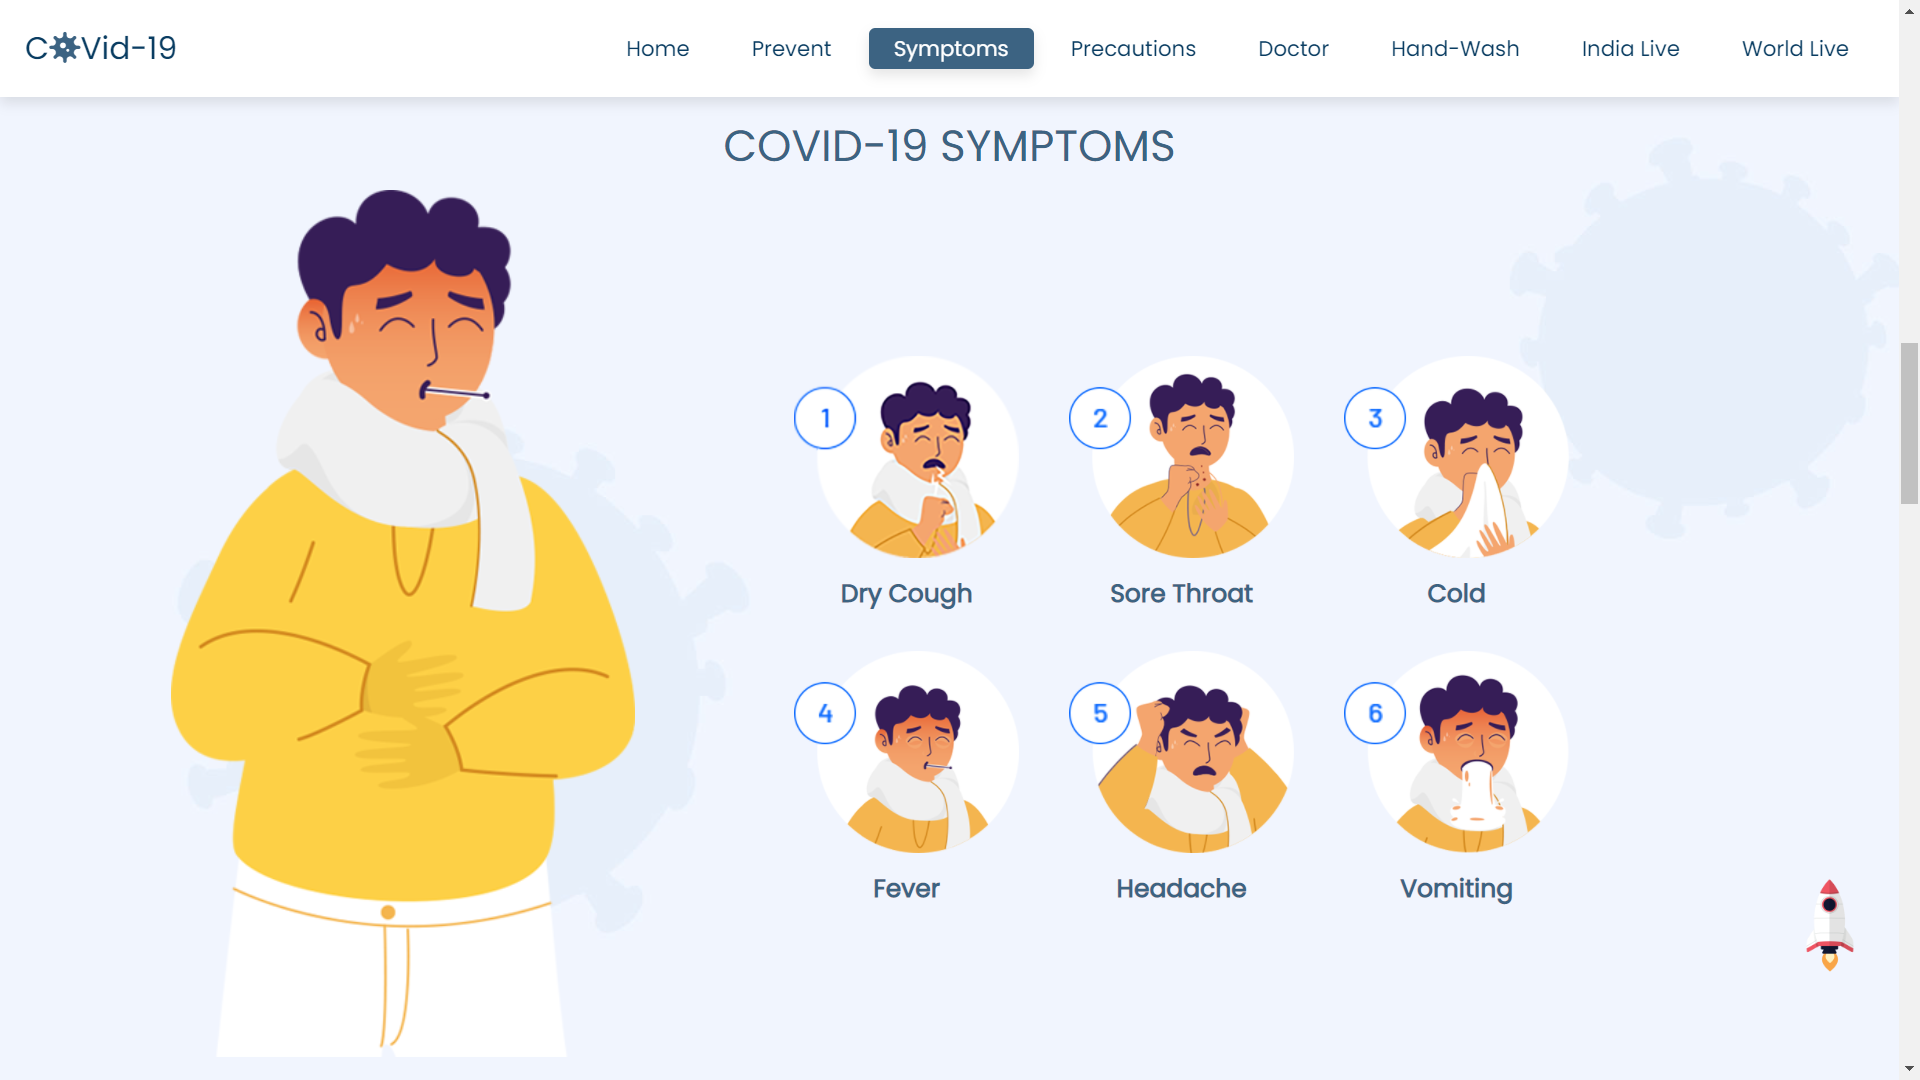 COVid-19
Home Prevent Symptoms Precautions Doctor Hand-Wash India Live World Live
COVID-19 SYMPTOMS
1 2 3
Dry Cough Sore Throat Cold
4 5 6
Fever Headache Vomiting